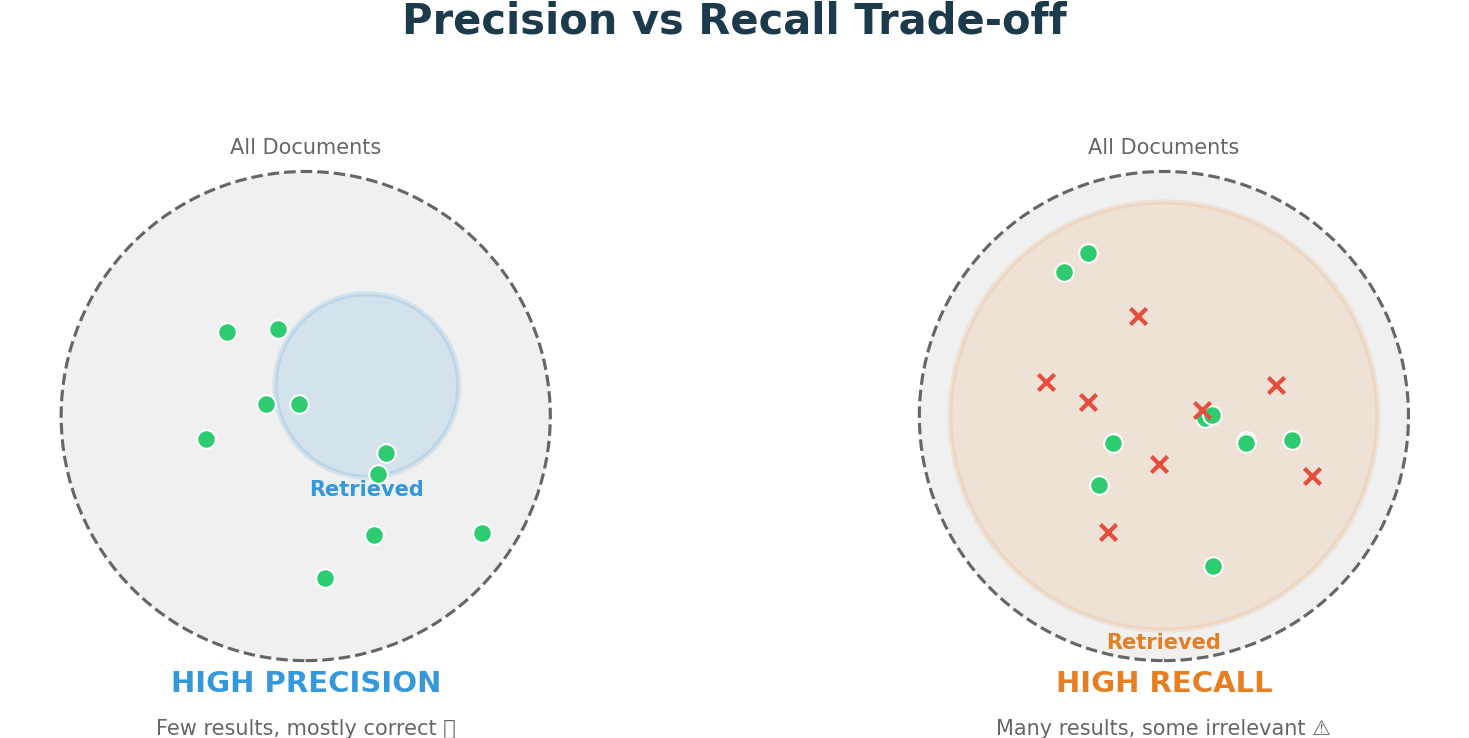 Precision vs Recall Trade-off
All Documents
Retrieved
HIGH PRECISION
Few results, mostly correct
All Documents
Retrieved
HIGH RECALL
Many results, some irrelevant ⚠